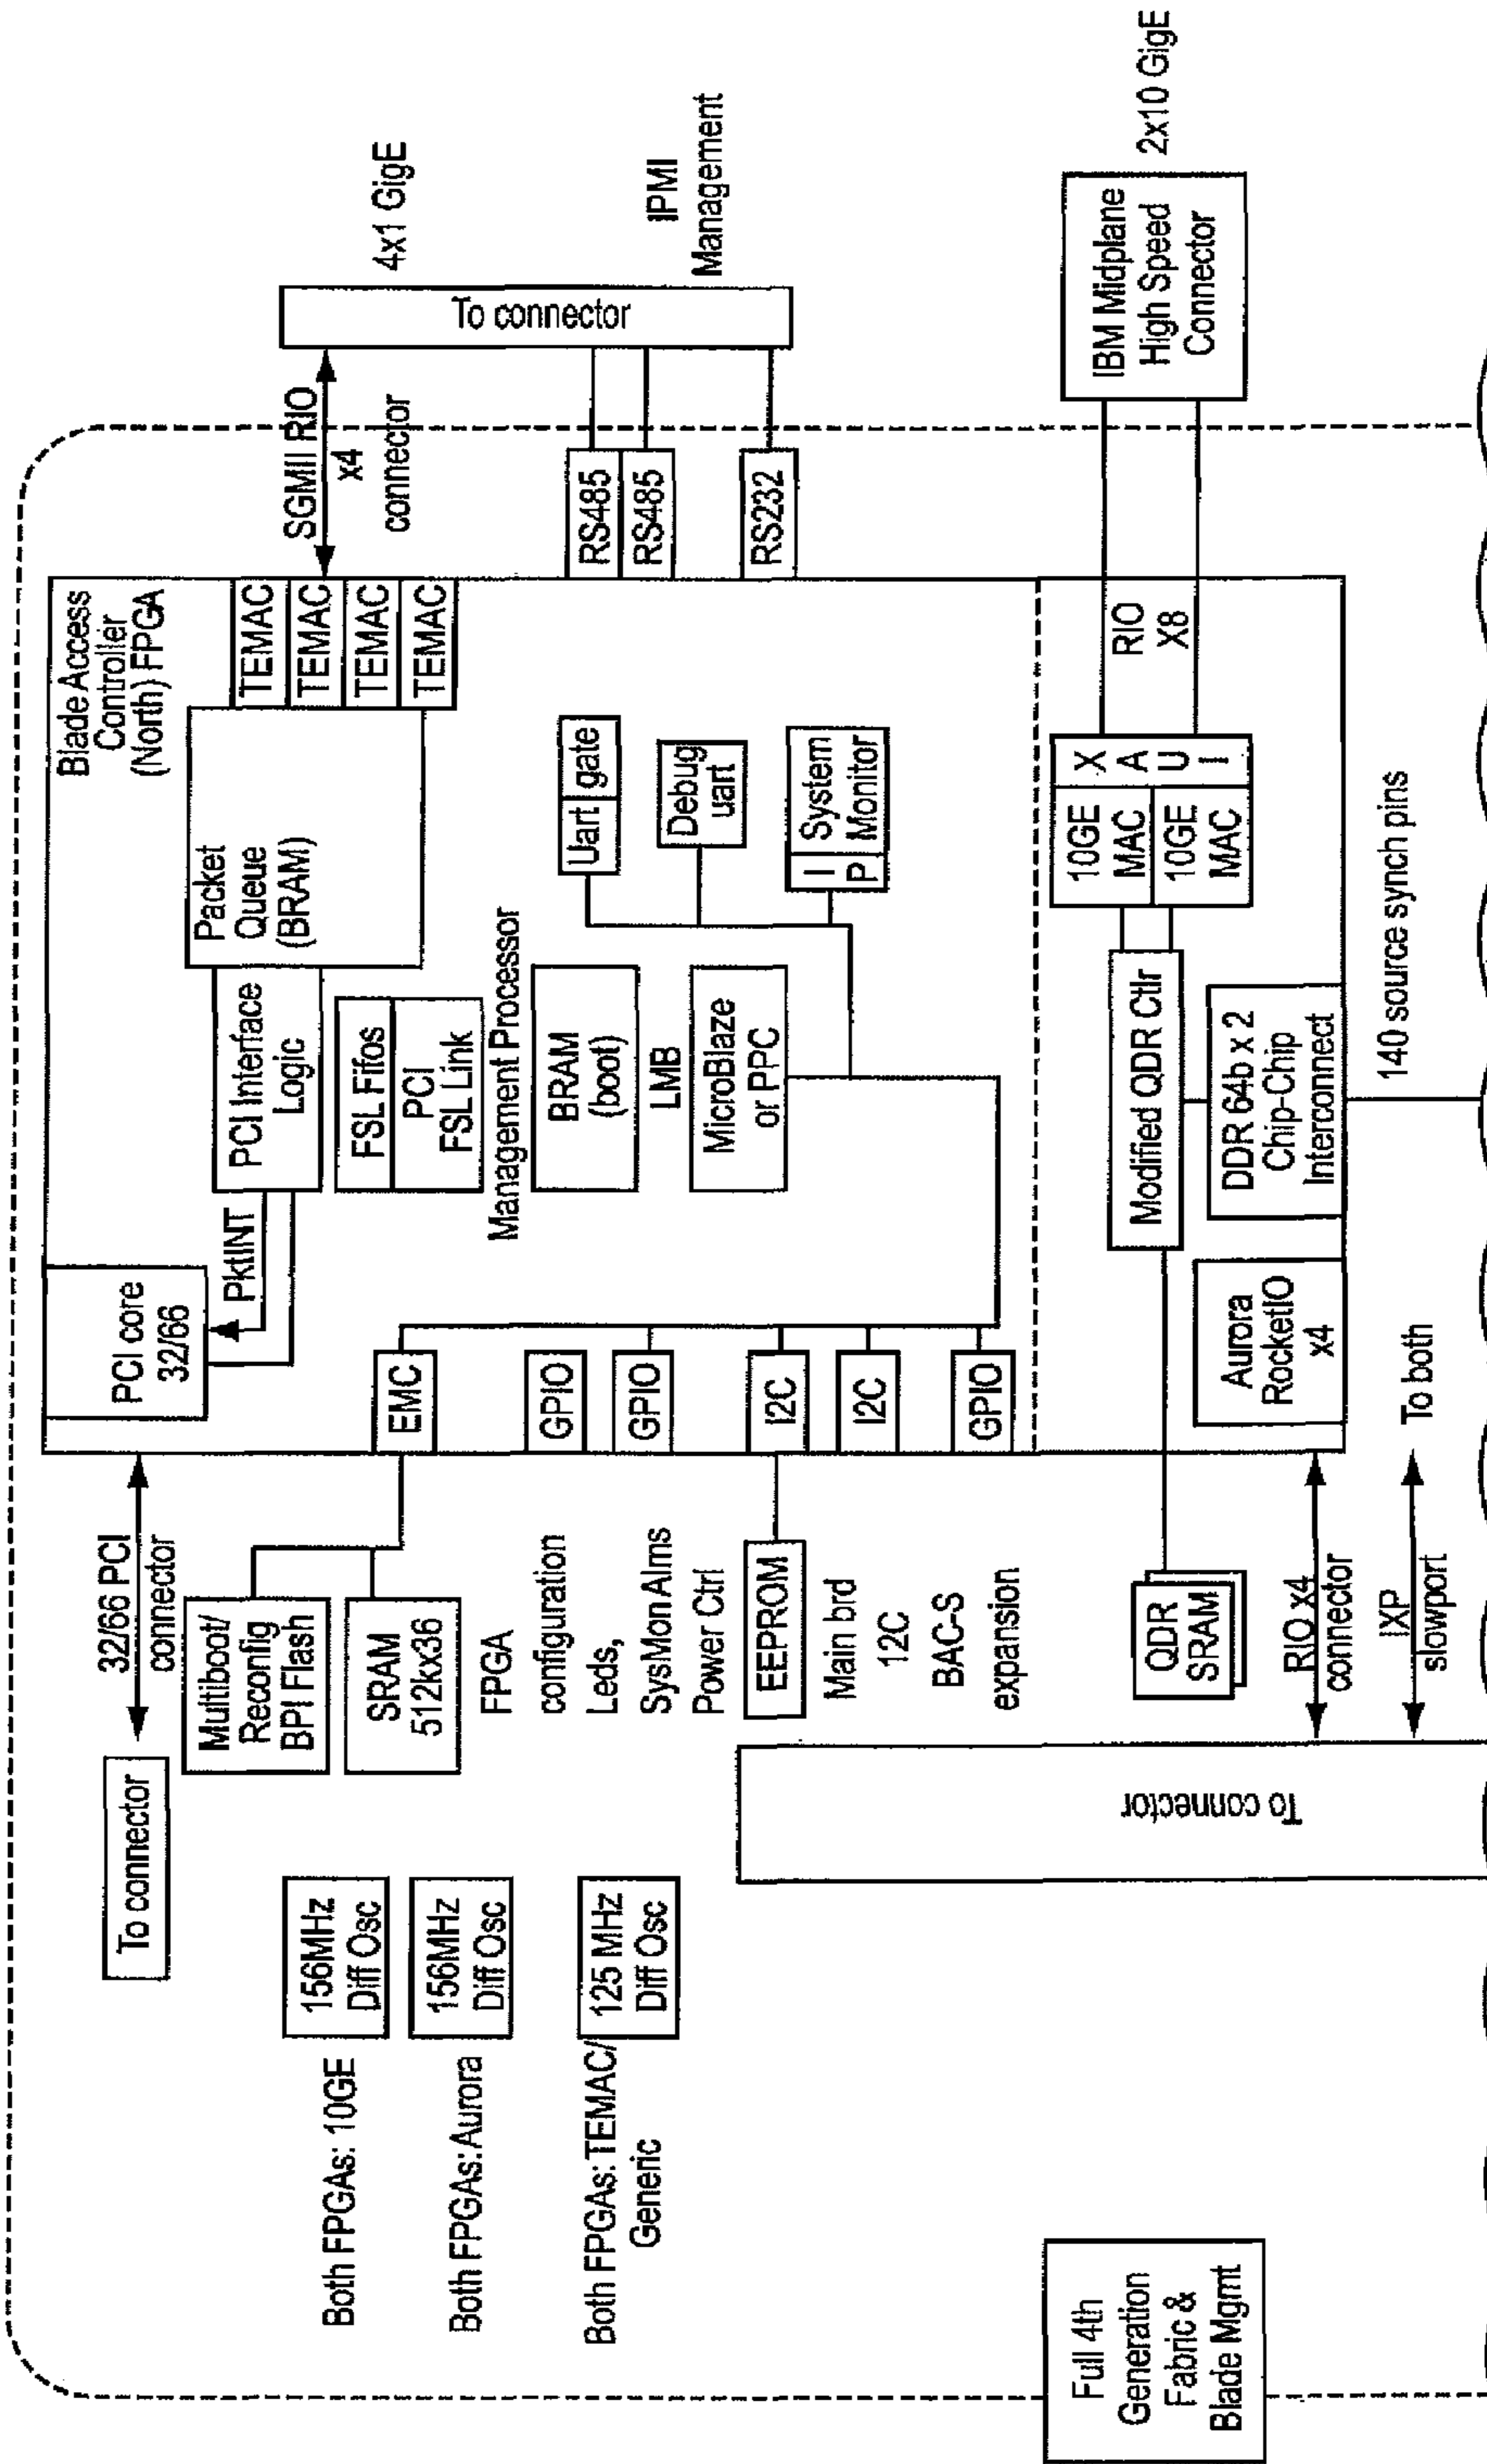 Full 4th
Generation
Fabric &
Blade Mgmt
Both FPGAs: 10GE
Both FPGAs:Aurora
Both FPGAs:TEMAC/
Generic
156MHz
Diff Osc
156MHz
Diff Osc
125 MHz
Diff Osc
To connector
To connector
32/66 PCI
connector
Multiboot/
Reconfig
BPI Flash
SRAM
512kx36
FPGA
configuration
Leds,
SysMon Alms
Power Ctrl
EEPROM
Main brd
12C
BAC-S
expansion
QDR
SRAM
RIO x4
connector
IXP
slowport
To both
PCI core
32/66
PktINT
EMC
GPIO
GPIO
I2C
I2C
GPIO
Aurora
RocketIO
x4
PCI Interface
Logic
FSL Fifos
PCI
FSL Link
Management Processor
BRAM
(boot)
LMB
MicroBlaze
or PPC
Modified QDR Ctlr
DDR 64b x 2
Chip-Chip
Interconnect
140 source synch pins
Packet
Queue
(BRAM)
Blade Access
Controller
(North) FPGA
TEMAC
TEMAC
TEMAC
TEMAC
Uart
gate
Debug
uart
I
P
System
Monitor
10GE
MAC
10GE
MAC
X
A
U
I
RIO
X8
SGMII RIO
x4
connector
RS485
RS485
RS232
To connector
4x1 GigE
IPMI
Management
IBM Midplane
High Speed
Connector
2x10 GigE